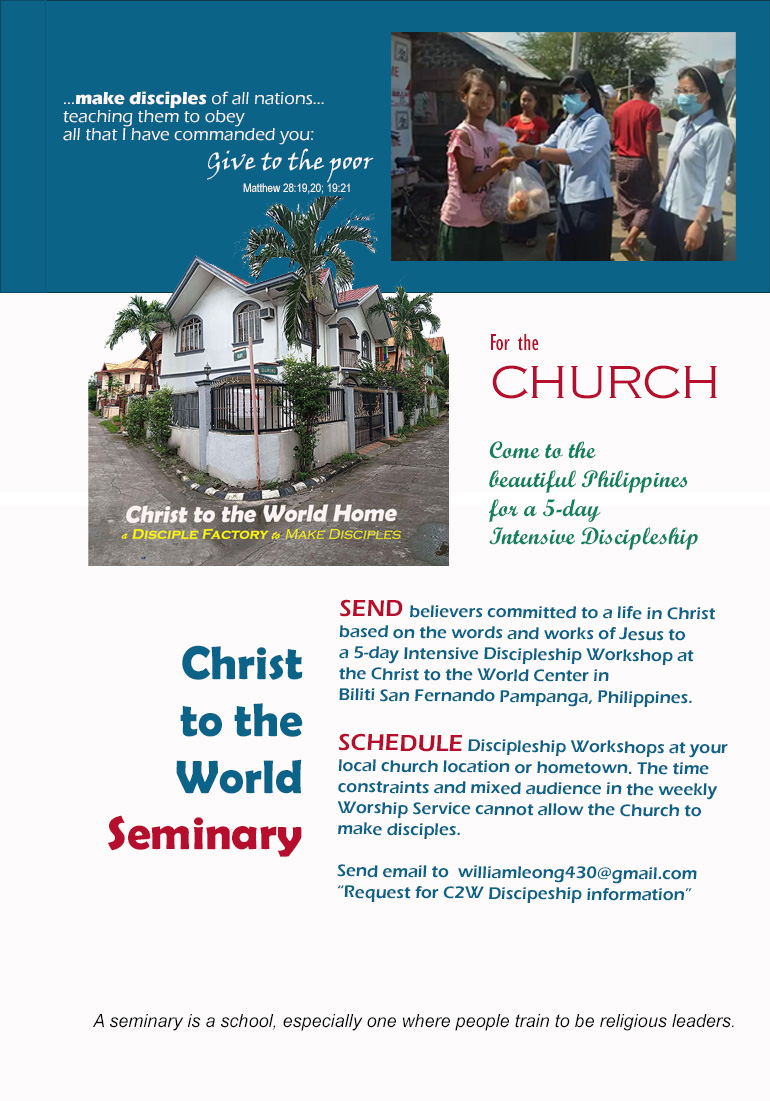 ...make disciples of all nations...
teaching them to obey
all that I have commanded you:
Give to the poor
Matthew 28:19,20; 19:21
For the
CHURCH
Come to the
beautiful Philippines
for a 5-day
Intensive Discipleship
Christ to the World Home
a DISCIPLE FACTORY to MAKE DISCIPLES
Christ
to the
World
Seminary
SEND believers committed to a life in Christ
based on the words and works of Jesus to
a 5-day Intensive Discipleship Workshop at
the Christ to the World Center in
Biliti San Fernando Pampanga, Philippines.
SCHEDULE Discipleship Workshops at your
local church location or hometown. The time
constraints and mixed audience in the weekly
Worship Service cannot allow the Church to
make disciples.
Send email to williamleong430@gmail.com
“Request for C2W Discipeship information”
A seminary is a school, especially one where people train to be religious leaders.